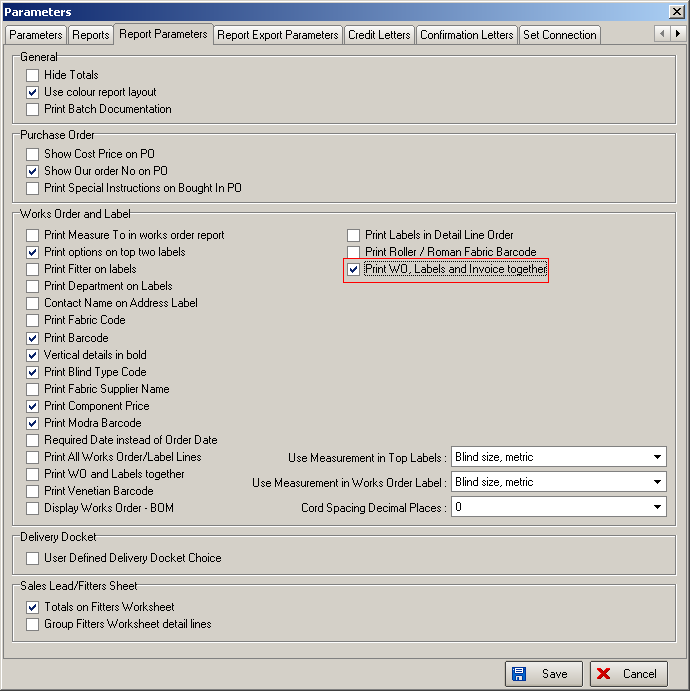 Parameters
Parameters Reports Report Parameters Report Export Parameters Credit Letters Confirmation Letters Set Connection
General
Hide Totals
Use colour report layout
Print Batch Documentation
Purchase Order
Show Cost Price on PO
Show Our order No on PO
Print Special Instructions on Bought In PO
Works Order and Label
Print Measure To in works order report
Print options on top two labels
Print Fitter on labels
Print Department on Labels
Contact Name on Address Label
Print Fabric Code
Print Barcode
Vertical details in bold
Print Blind Type Code
Print Fabric Supplier Name
Print Component Price
Print Modra Barcode
Required Date instead of Order Date
Print All Works Order/Label Lines
Print WO and Labels together
Print Venetian Barcode
Display Works Order - BOM
Print Labels in Detail Line Order
Print Roller / Roman Fabric Barcode
Print WO, Labels and Invoice together
Use Measurement in Top Labels : Blind size, metric
Use Measurement in Works Order Label : Blind size, metric
Cord Spacing Decimal Places : 0
Delivery Docket
User Defined Delivery Docket Choice
Sales Lead/Fitters Sheet
Totals on Fitters Worksheet
Group Fitters Worksheet detail lines
Save Cancel